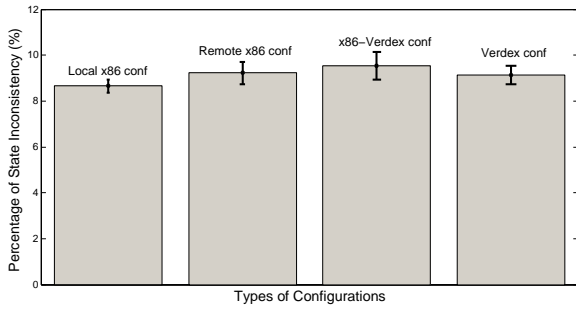 12
10
8
6
4
2
0
Percentage of State Inconsistency (%)
Local x86 conf
Remote x86 conf
x86−Verdex conf
Verdex conf
Types of Configurations